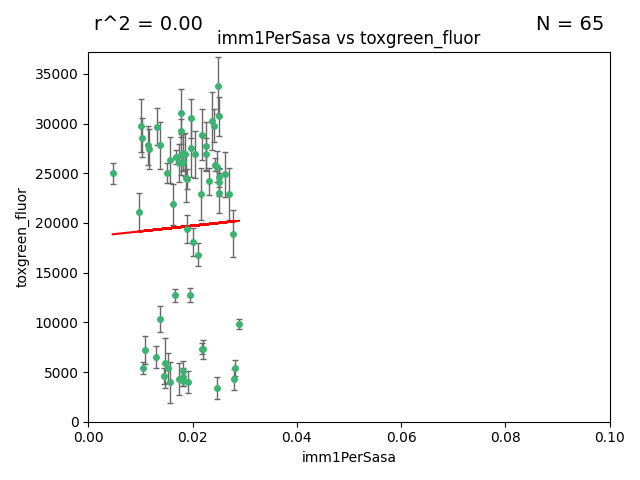 r^2 = 0.00
N = 65
imm1PerSasa vs toxgreen_fluor
35000
30000
25000
20000
15000
10000
5000
0
toxgreen_fluor
0.00 0.02 0.04 0.06 0.08 0.10
imm1PerSasa